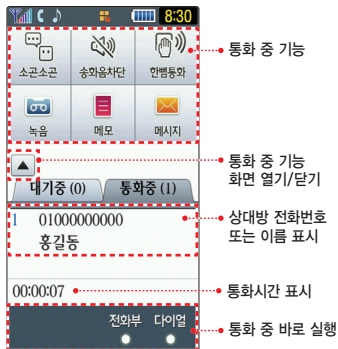 8:30
소곤소곤 송화음차단 한뼘통화
통화 중 기능
녹음 메모 메시지
통화 중 기능
화면 열기/닫기
대기중 (0) 통화중 (1)
1 01000000000
홍길동
상대방 전화번호
또는 이름 표시
00:00:07
통화시간 표시
전화부 다이얼
통화 중 바로 실행